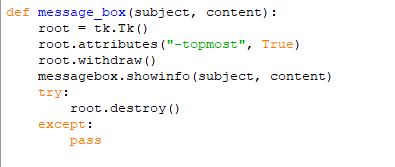 def message_box(subject, content):
    root = tk.Tk()
    root.attributes("-topmost", True)
    root.withdraw()
    messagebox.showinfo(subject, content)
    try:
        root.destroy()
    except:
        pass